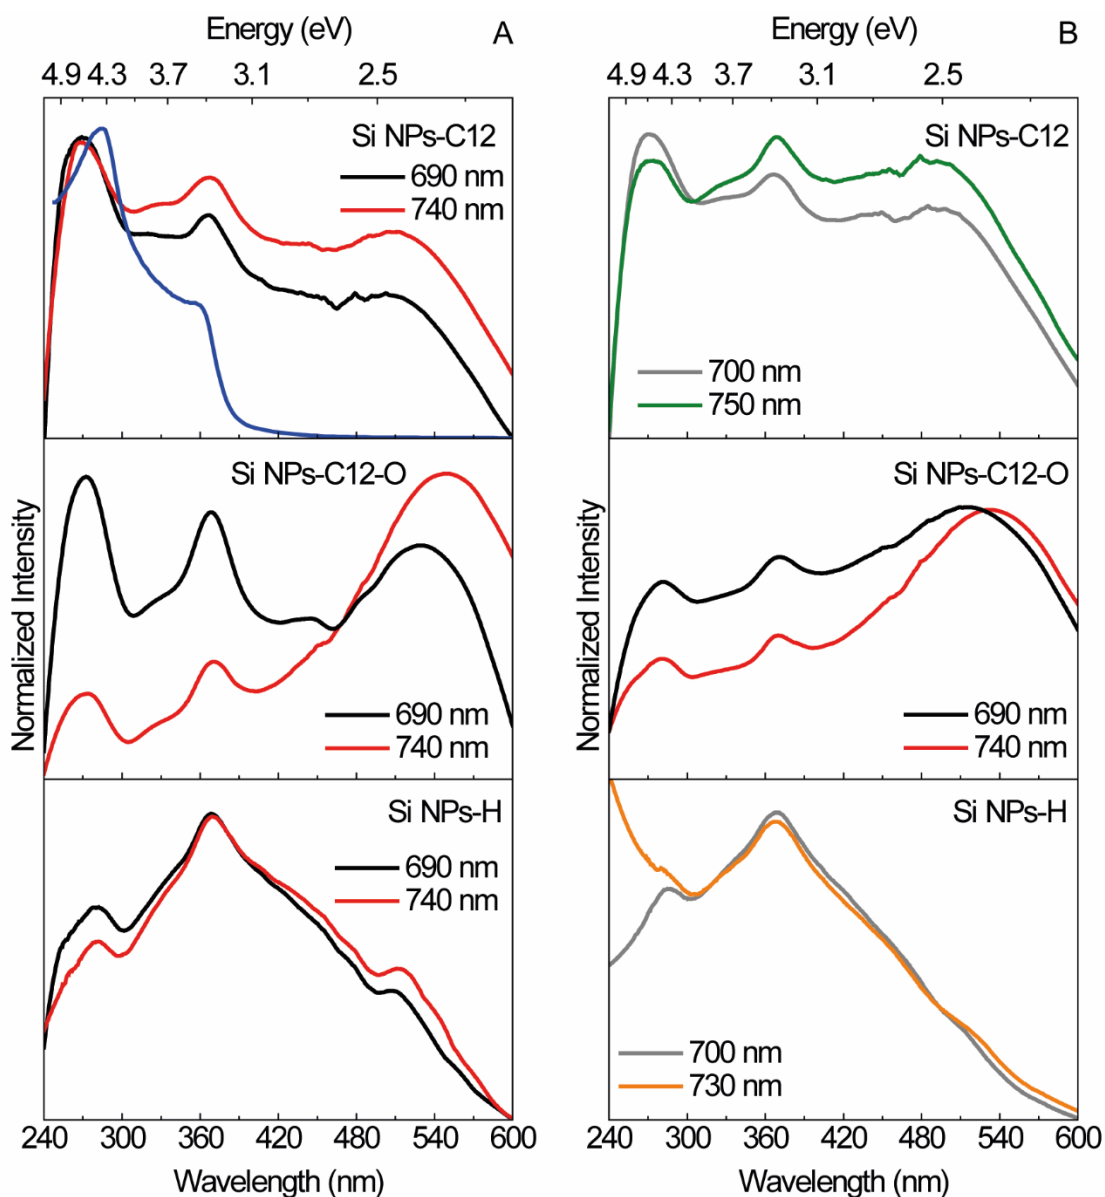 Energy (eV) A
4.9 4.3 3.7 3.1 2.5
Si NPs-C12
690 nm
740 nm
Si NPs-C12-O
690 nm
740 nm
Si NPs-H
690 nm
740 nm
Normalized Intensity
240 300 360 420 480 540 600
Wavelength (nm)
Energy (eV) B
4.9 4.3 3.7 3.1 2.5
Si NPs-C12
700 nm
750 nm
Si NPs-C12-O
690 nm
740 nm
Si NPs-H
700 nm
730 nm
Normalized Intensity
240 300 360 420 480 540 600
Wavelength (nm)